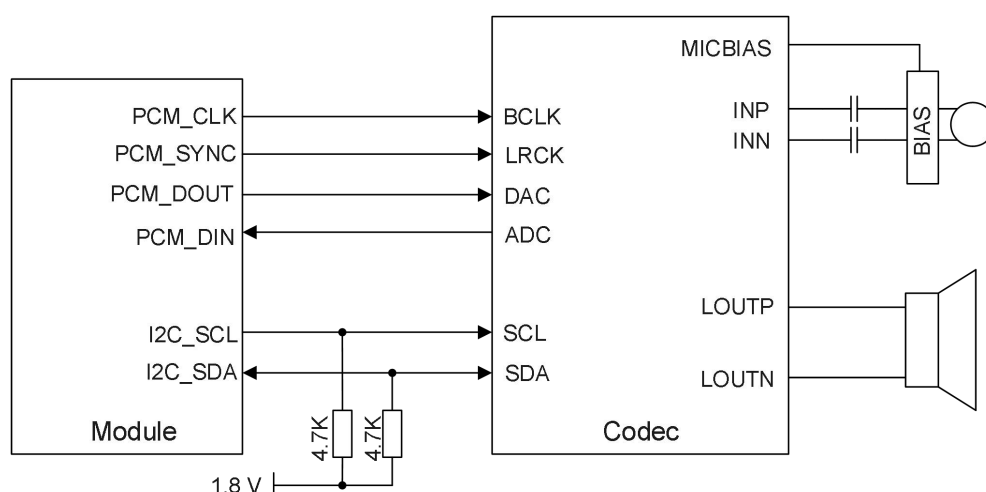 MICBIAS
PCM_CLK
BCLK
INP
PCM_SYNC
LRCK
INN
BIAS
PCM_DOUT
DAC
PCM_DIN
ADC
LOUTP
I2C_SCL
SCL
I2C_SDA
SDA
LOUTN
Module
4.7K
4.7K
Codec
1.8 V